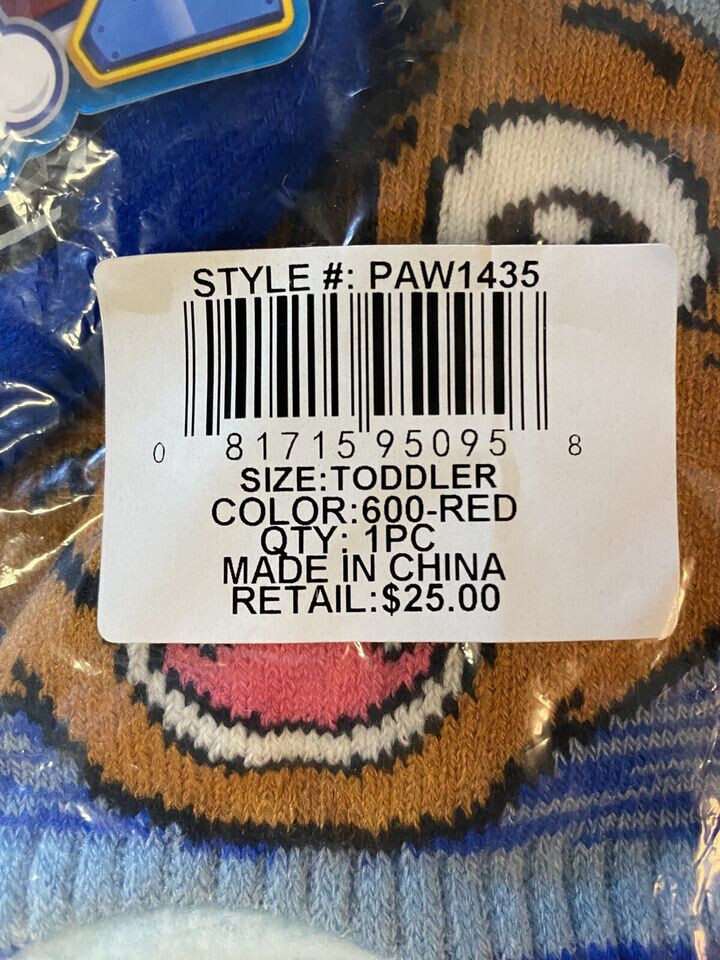 STYLE #: PAW1435
0 81715 95095 8
SIZE:TODDLER
COLOR:600-RED
QTY: 1PC
MADE IN CHINA
RETAIL:$25.00